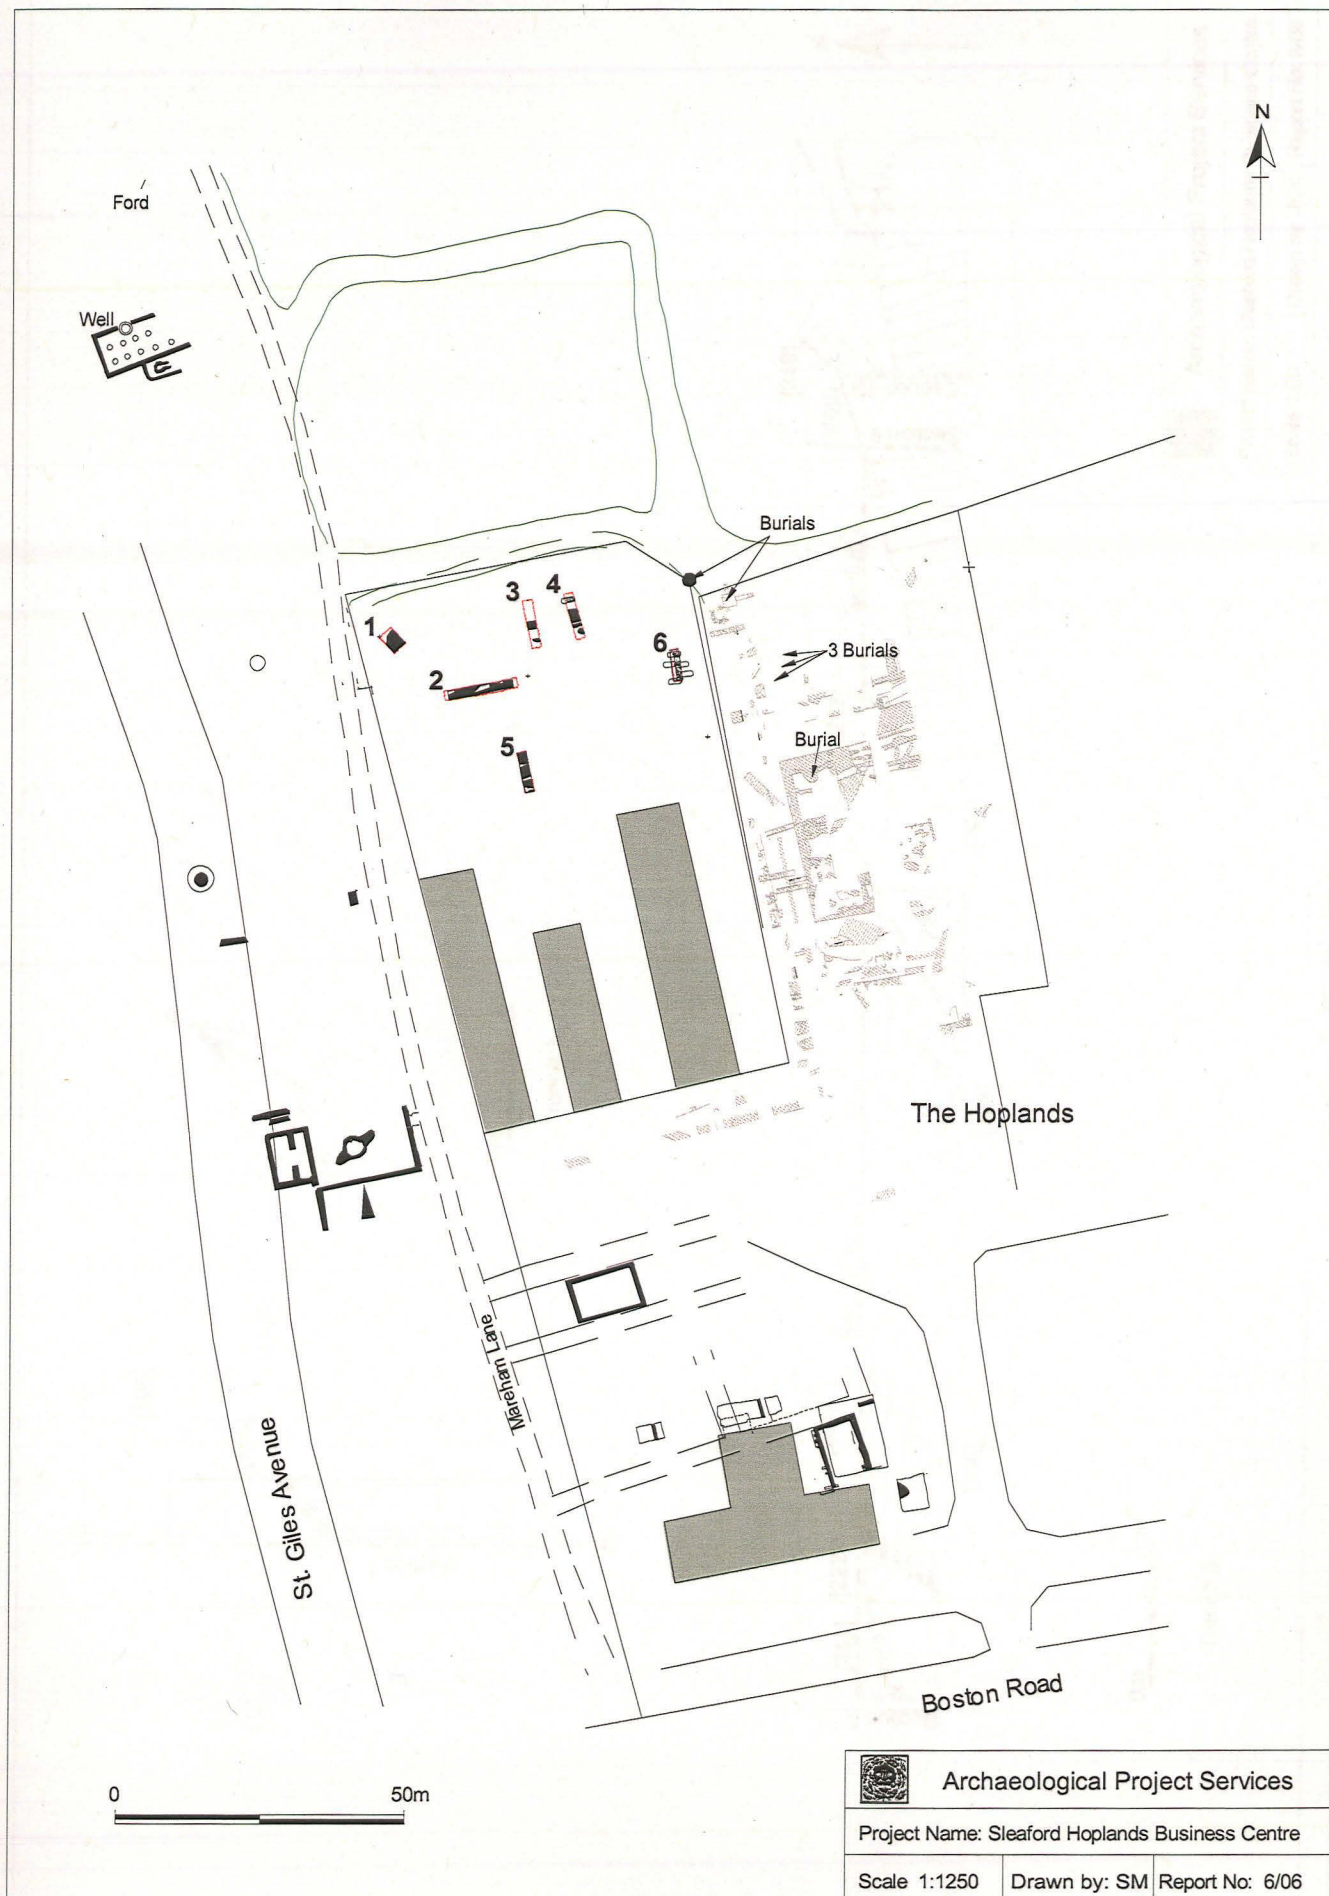 N
Ford
Well
Burials
3
4
1
6
3 Burials
2
Burial
5
The Hoplands
Mareham Lane
St. Giles Avenue
Boston Road
0
50m
Archaeological Project Services
Project Name: Sleaford Hoplands Business Centre
Scale 1:1250
Drawn by: SM
Report No: 6/06